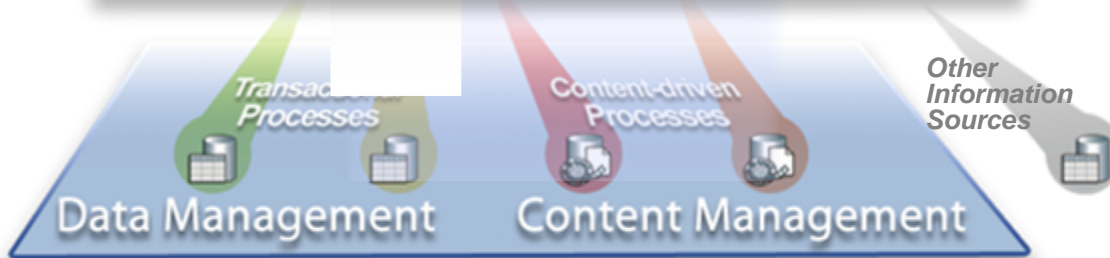 Processes
Content-driven
Processes
Other
Information
Sources
Data Management
Content Management